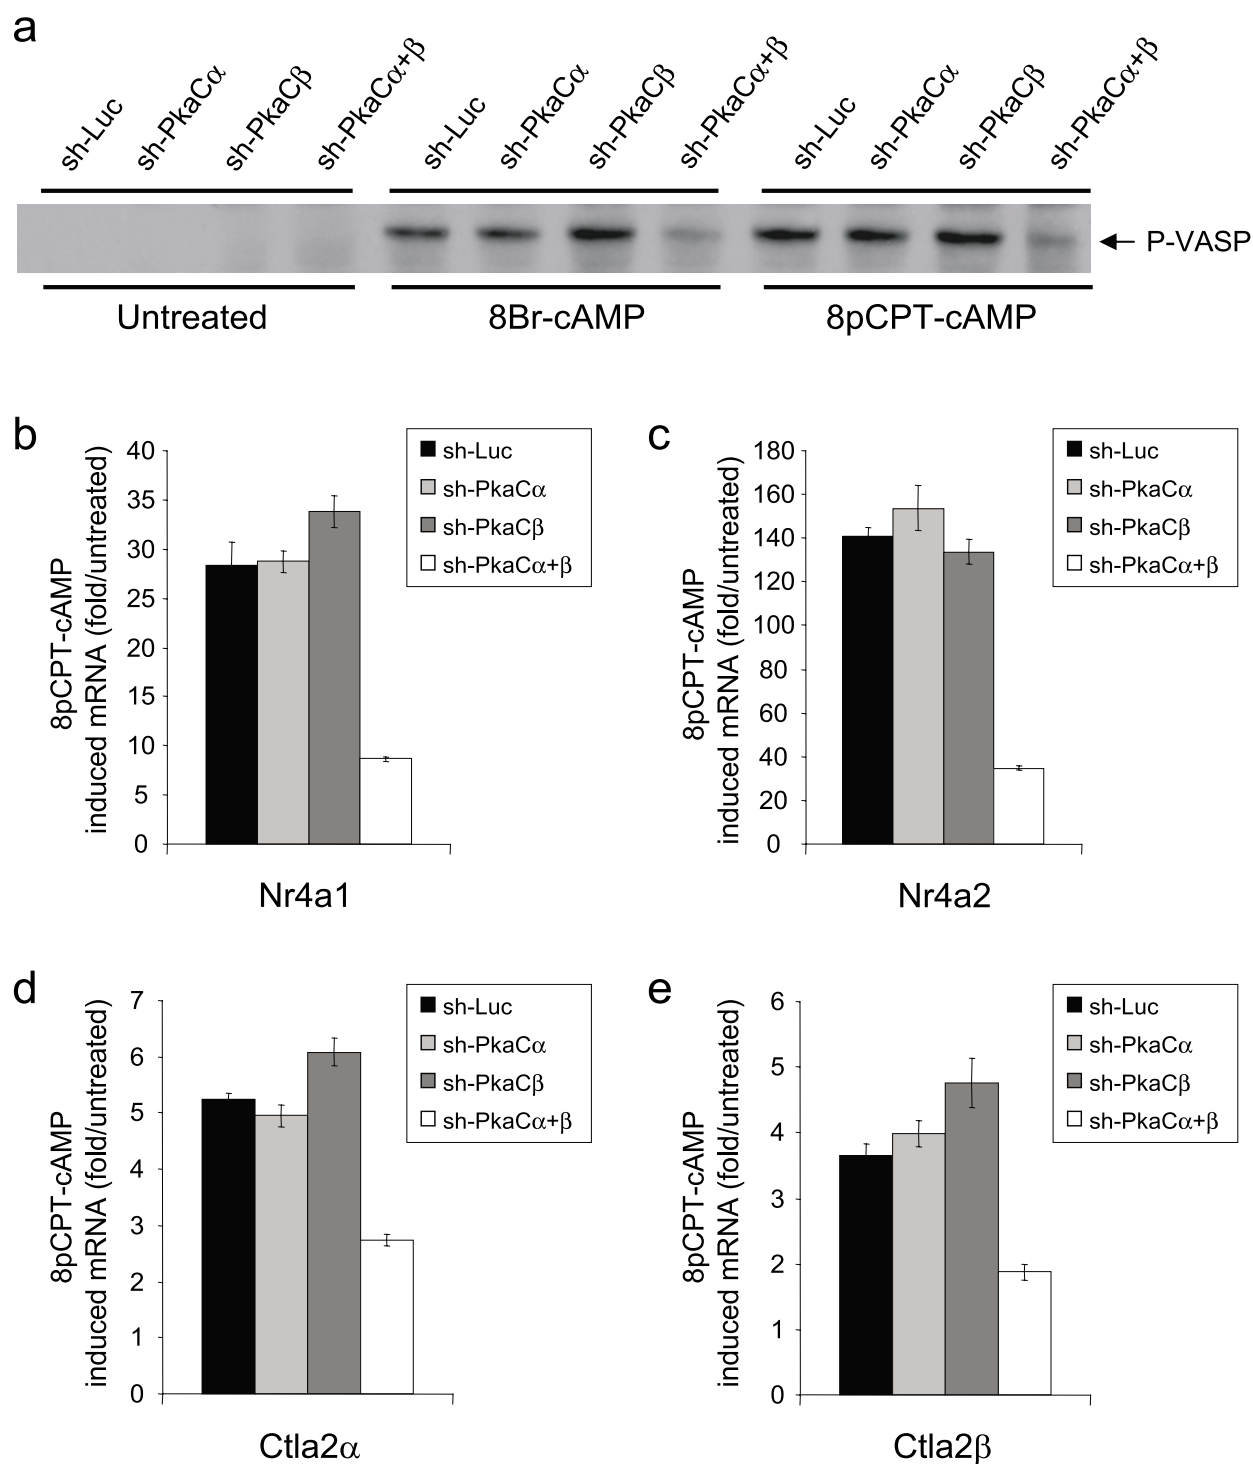 a
sh-Luc
sh-PkaCα
sh-PkaCβ
sh-PkaCα+β
sh-Luc
sh-PkaCα
sh-PkaCβ
sh-PkaCα+β
sh-Luc
sh-PkaCα
sh-PkaCβ
sh-PkaCα+β
P-VASP
Untreated
8Br-cAMP
8pCPT-cAMP
b
8pCPT-cAMP
induced mRNA (fold/untreated)
40
35
30
25
20
15
10
5
0
sh-Luc
sh-PkaCα
sh-PkaCβ
sh-PkaCα+β
Nr4a1
c
8pCPT-cAMP
induced mRNA (fold/untreated)
180
160
140
120
100
80
60
40
20
0
sh-Luc
sh-PkaCα
sh-PkaCβ
sh-PkaCα+β
Nr4a2
d
8pCPT-cAMP
induced mRNA (fold/untreated)
7
6
5
4
3
2
1
0
sh-Luc
sh-PkaCα
sh-PkaCβ
sh-PkaCα+β
Ctla2α
e
8pCPT-cAMP
induced mRNA (fold/untreated)
6
5
4
3
2
1
0
sh-Luc
sh-PkaCα
sh-PkaCβ
sh-PkaCα+β
Ctla2β